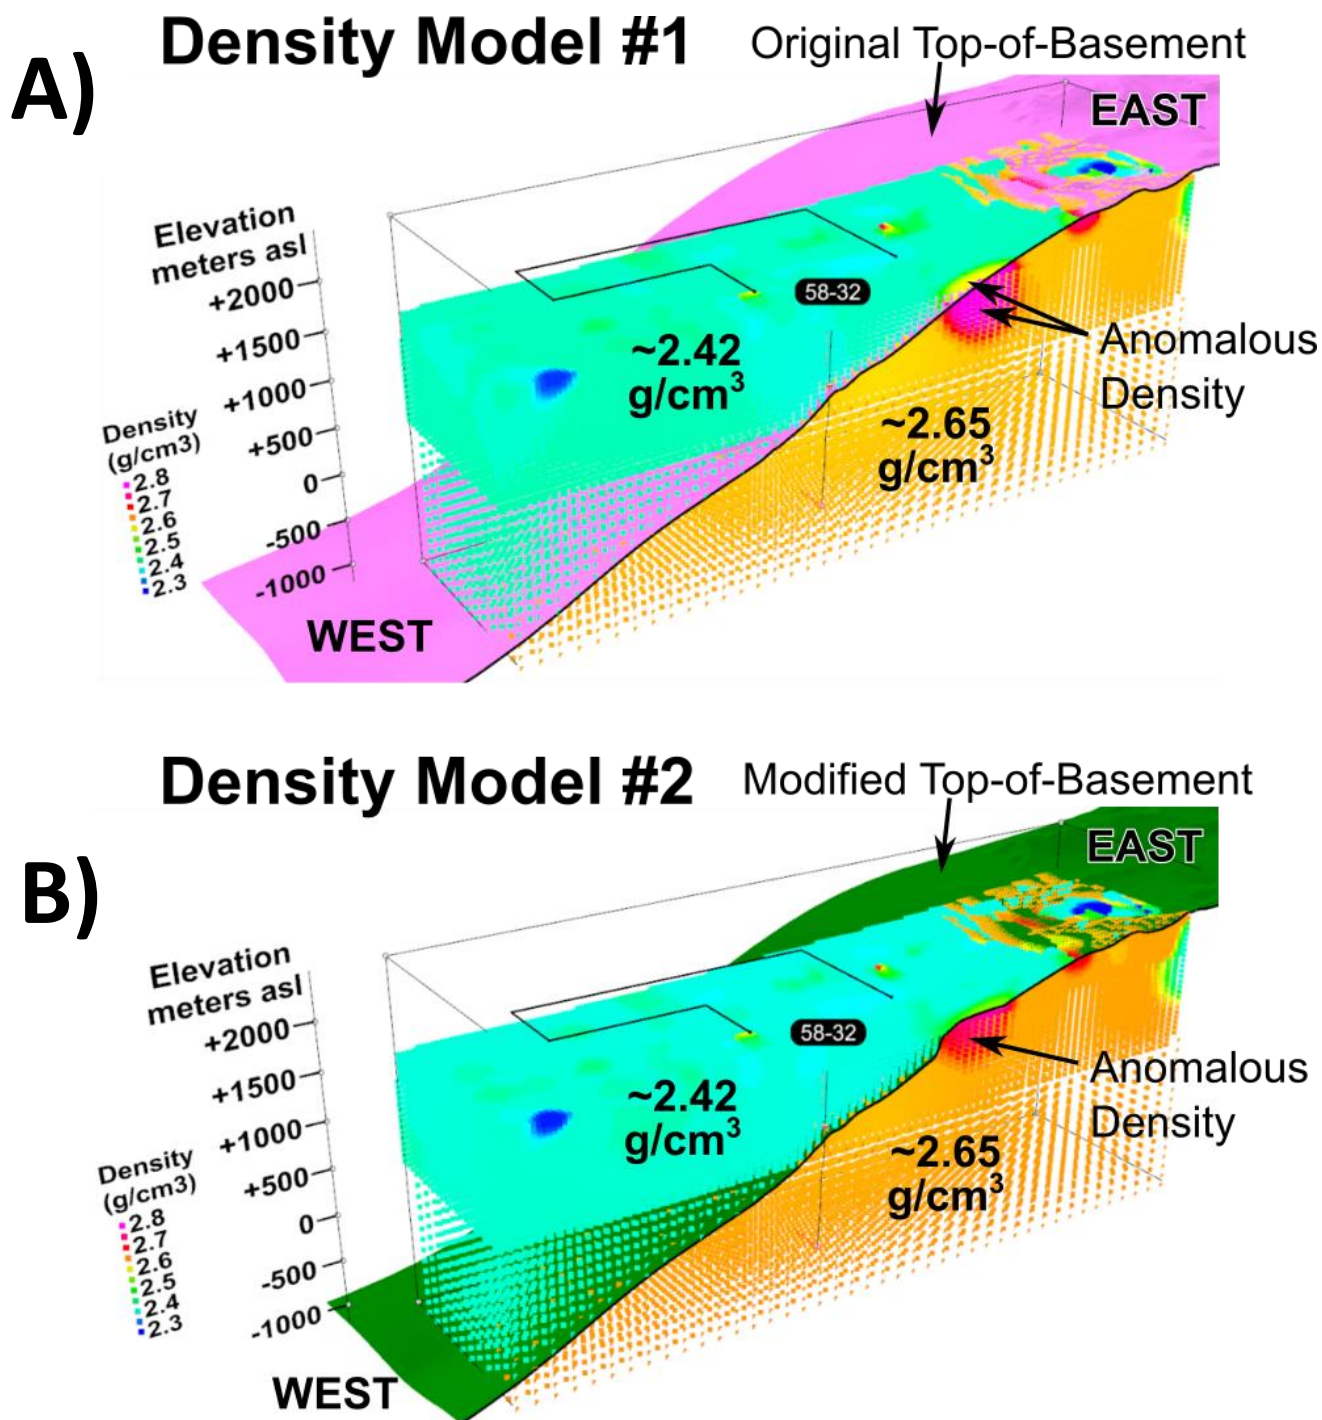 Density Model #1
Original Top-of-Basement
A)
EAST
Elevation
meters asl
+2000
+1500
+1000
+500
0
-500
-1000
58-32
~2.42
g/cm³
Anomalous
Density
~2.65
g/cm³
Density
(g/cm3)
2.8
2.7
2.6
2.5
2.4
2.3
WEST
Density Model #2
Modified Top-of-Basement
B)
EAST
Elevation
meters asl
+2000
+1500
+1000
+500
0
-500
-1000
58-32
~2.42
g/cm³
Anomalous
Density
~2.65
g/cm³
Density
(g/cm3)
2.8
2.7
2.6
2.5
2.4
2.3
WEST